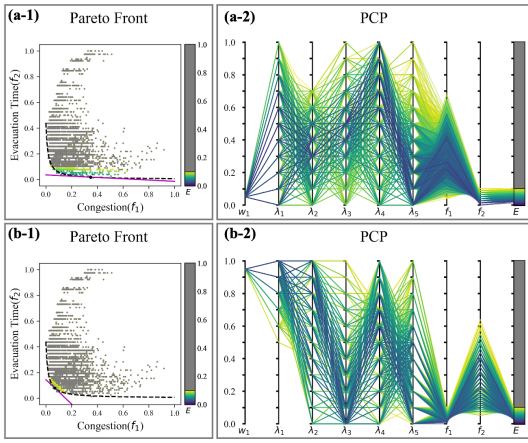 (a-1) Pareto Front
Evacuation Time(f₂)
1.0
0.8
0.6
0.4
0.2
0.0
0.0 0.2 0.4 0.6 0.8 1.0
Congestion(f₁)
1.0
0.8
0.6
0.4
0.2
0.0
E
(a-2) PCP
1.0
0.8
0.6
0.4
0.2
0.0
w₁ λ₁ λ₂ λ₃ λ₄ λ₅ f₁ f₂ E
(b-1) Pareto Front
Evacuation Time(f₂)
1.0
0.8
0.6
0.4
0.2
0.0
0.0 0.2 0.4 0.6 0.8 1.0
Congestion(f₁)
1.0
0.8
0.6
0.4
0.2
0.0
E
(b-2) PCP
1.0
0.8
0.6
0.4
0.2
0.0
w₁ λ₁ λ₂ λ₃ λ₄ λ₅ f₁ f₂ E